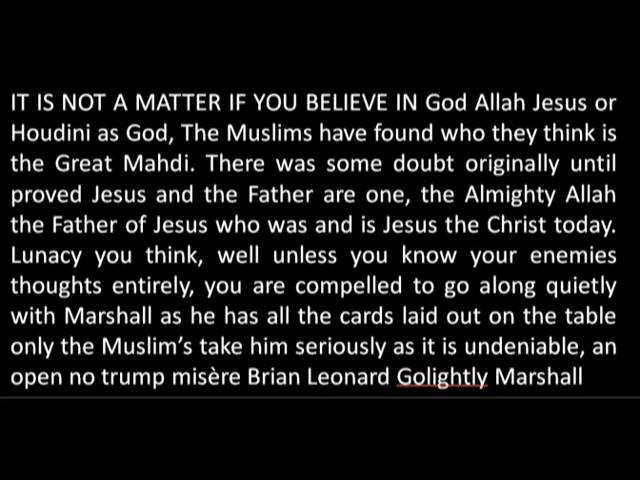 IT IS NOT A MATTER IF YOU BELIEVE IN God Allah Jesus or
Houdini as God, The Muslims have found who they think is
the Great Mahdi. There was some doubt originally until
proved Jesus and the Father are one, the Almighty Allah
the Father of Jesus who was and is Jesus the Christ today.
Lunacy you think, well unless you know your enemies
thoughts entirely, you are compelled to go along quietly
with Marshall as he has all the cards laid out on the table
only the Muslim’s take him seriously as it is undeniable, an
open no trump misère Brian Leonard Golightly Marshall